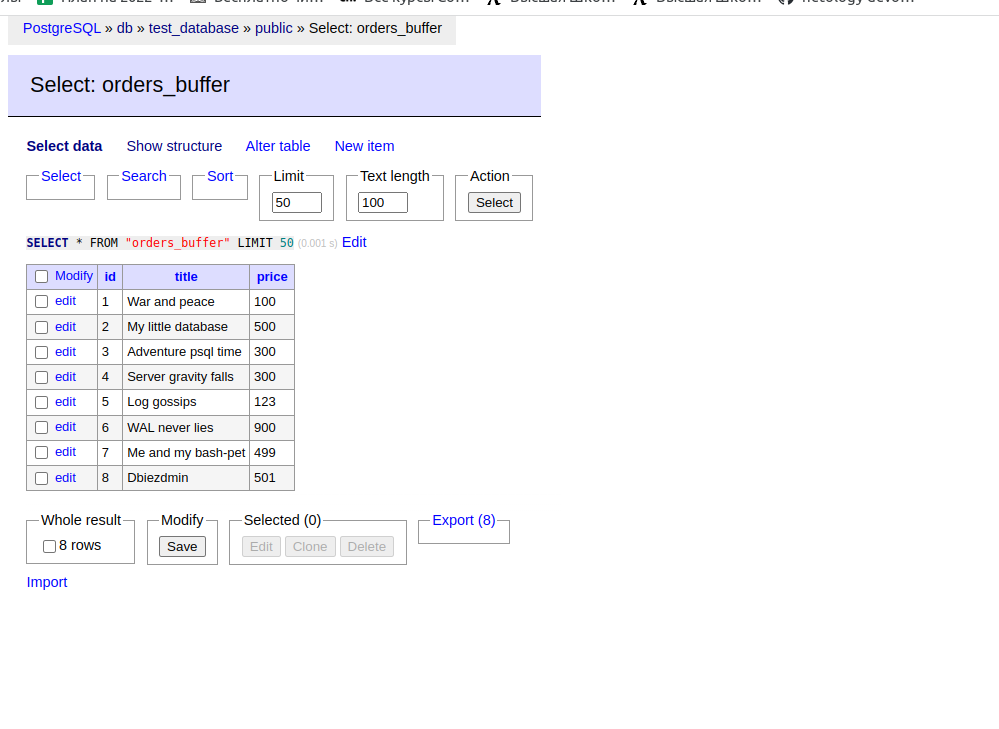 PostgreSQL » db » test_database » public » Select: orders_buffer
Select: orders_buffer
Select data Show structure Alter table New item
Select Search Sort Limit Text length Action
50 100 Select
SELECT * FROM "orders_buffer" LIMIT 50 (0.001 s) Edit
Modify id title price
edit 1 War and peace 100
edit 2 My little database 500
edit 3 Adventure psql time 300
edit 4 Server gravity falls 300
edit 5 Log gossips 123
edit 6 WAL never lies 900
edit 7 Me and my bash-pet 499
edit 8 Dbiezdmin 501
Whole result Modify Selected (0) Export (8)
8 rows Save Edit Clone Delete
Import